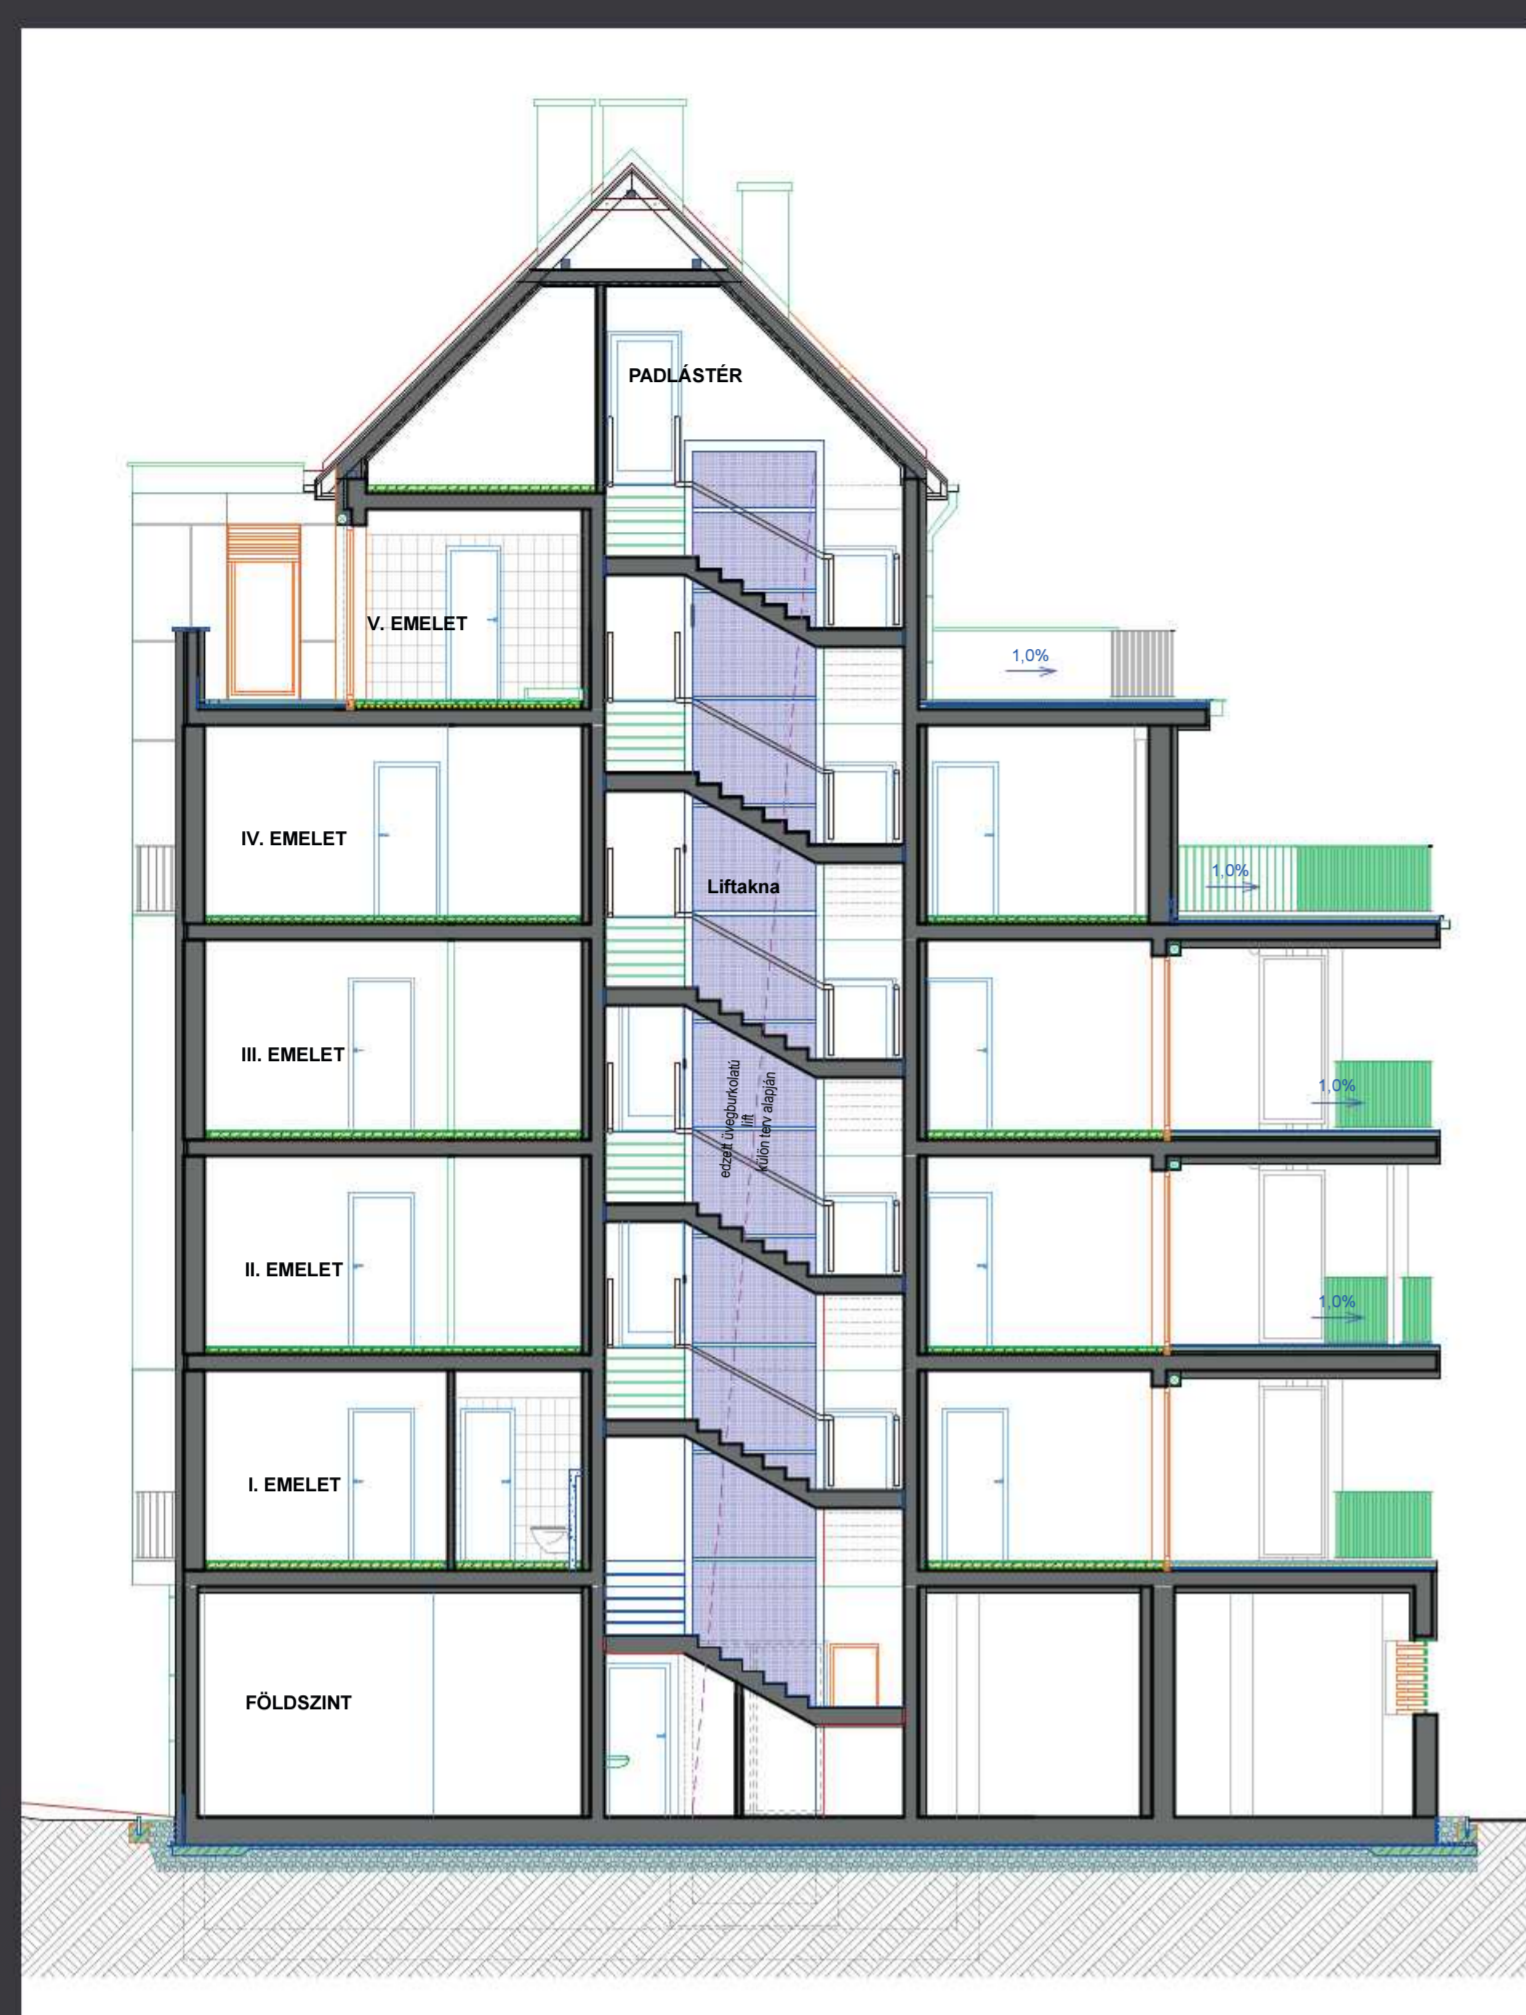 PADLÁSTÉR
V. EMELET
1,0%
IV. EMELET
1,0%
Liftakna
III. EMELET
edzett üvegburkolatú
lift
külön terv alapján
1,0%
II. EMELET
1,0%
I. EMELET
FÖLDSZINT